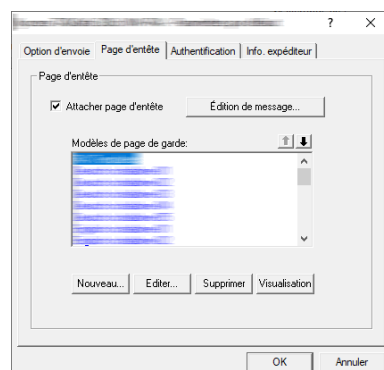 ? ×
Option d'envoie Page d'entête Authentification Info. expéditeur
Page d'entête
Attacher page d'entête Édition de message...
Modèles de page de garde:
Nouveau... Editer... Supprimer Visualisation
OK Annuler